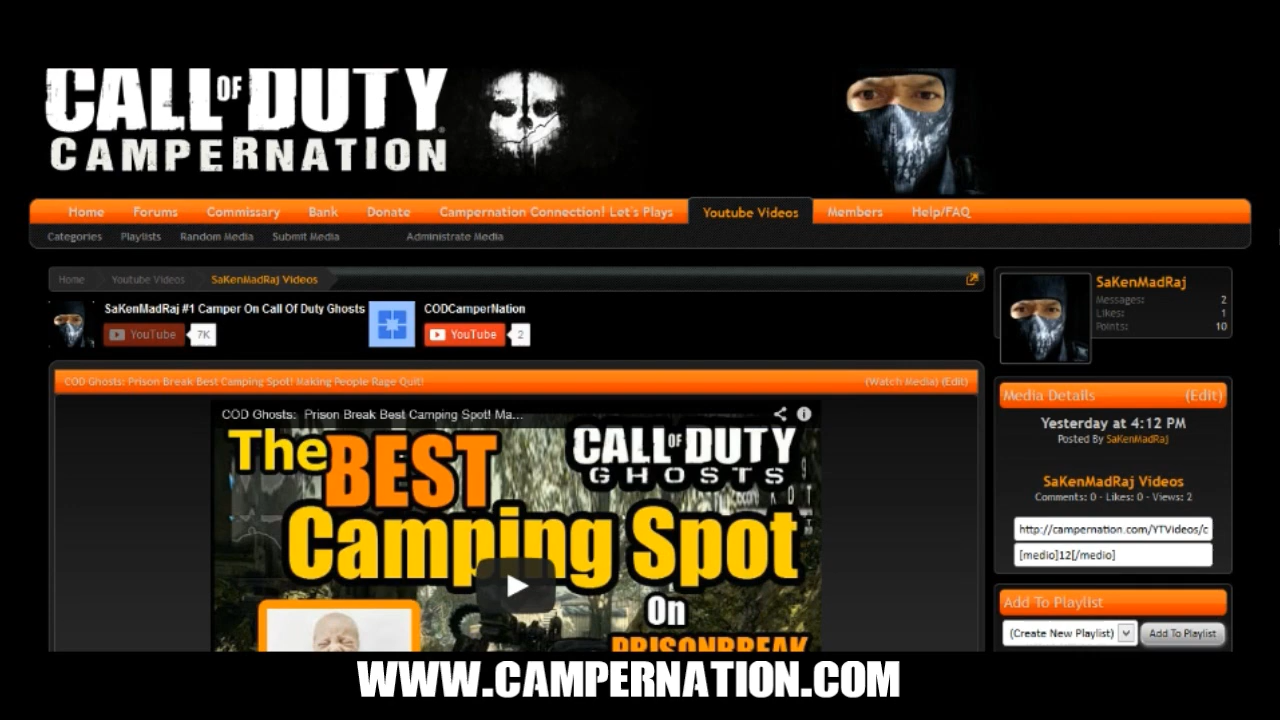 CALL OF DUTY
CAMPERNATION
Home Forums Commissary Bank Donate Campernation Connection! Let's Plays Youtube Videos Members Help/FAQ
Categories Playlists Random Media Submit Media Administrate Media
Home Youtube Videos SaKenMadRaj Videos
SaKenMadRaj #1 Camper On Call Of Duty Ghosts
YouTube 7K
CODCamperNation
YouTube 2
COD Ghosts: Prison Break Best Camping Spot! Making People Rage Quit! (Watch Media) (Edit)
COD Ghosts: Prison Break Best Camping Spot! Ma...
The BEST
Camping Spot
On
PRISONBREAK
CALL OF DUTY
GHOSTS
SaKenMadRaj
Messages: 2
Likes: 1
Points: 10
Media Details (Edit)
Yesterday at 4:12 PM
Posted By SaKenMadRaj
SaKenMadRaj Videos
Comments: 0 - Likes: 0 - Views: 2
http://campernation.com/YTVideos/c
[medio]12[/medio]
Add To Playlist
(Create New Playlist) Add To Playlist
WWW.CAMPERNATION.COM